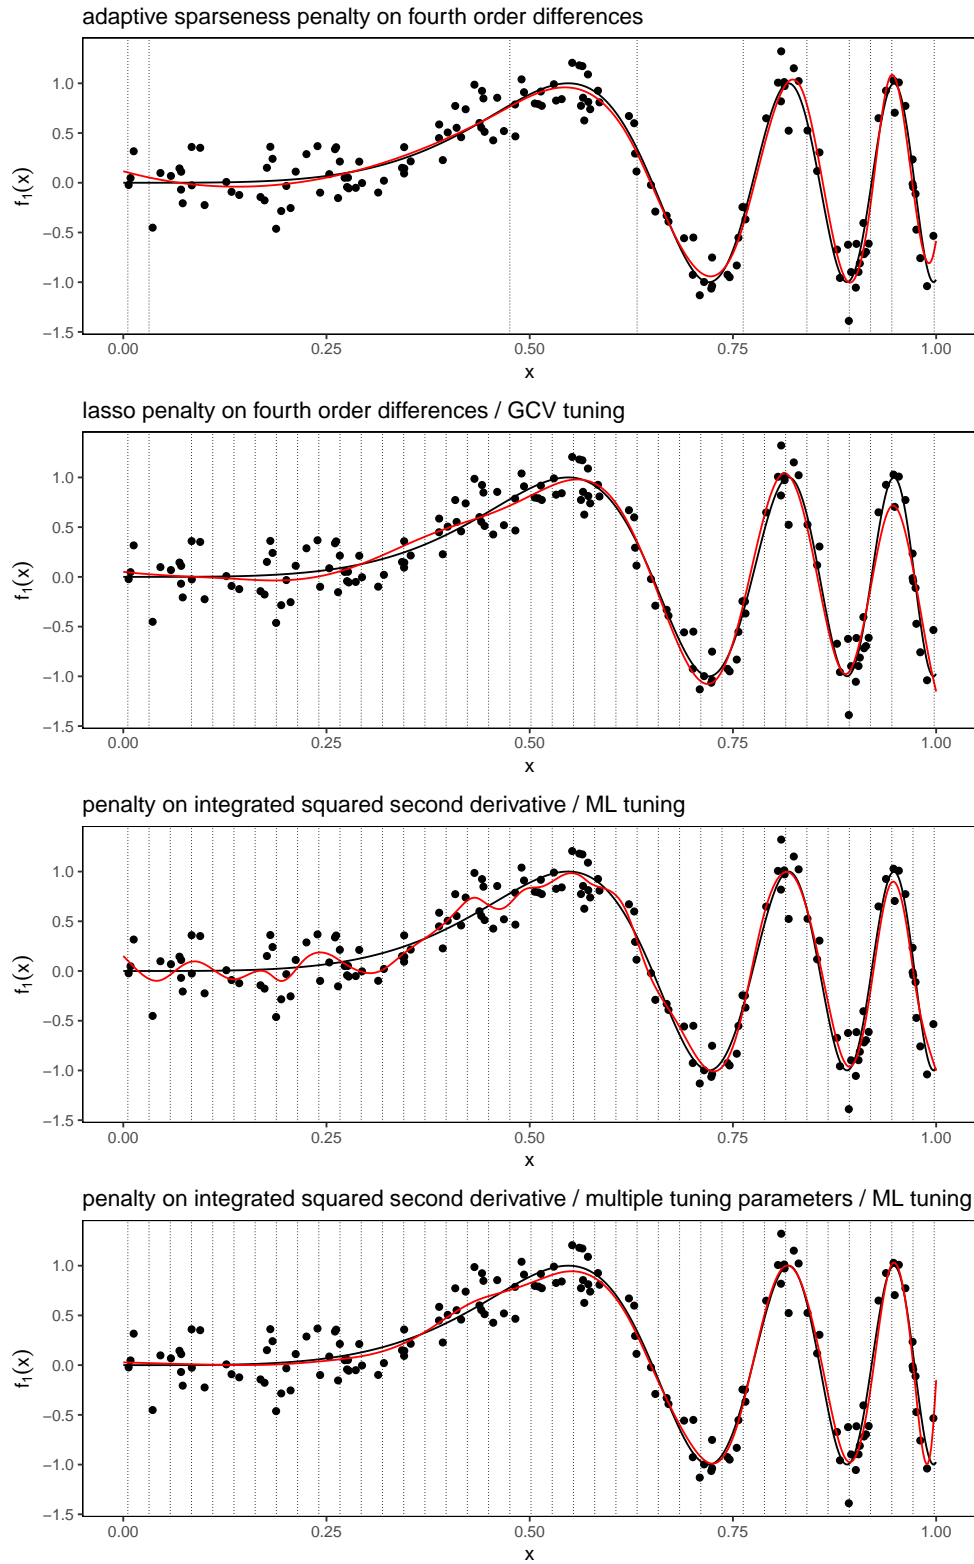 adaptive sparseness penalty on fourth order differences
1.0
0.5
0.0
−0.5
−1.0
−1.5
f₁(x)
0.00 0.25 0.50 0.75 1.00
x
lasso penalty on fourth order differences / GCV tuning
1.0
0.5
0.0
−0.5
−1.0
−1.5
f₁(x)
0.00 0.25 0.50 0.75 1.00
x
penalty on integrated squared second derivative / ML tuning
1.0
0.5
0.0
−0.5
−1.0
−1.5
f₁(x)
0.00 0.25 0.50 0.75 1.00
x
penalty on integrated squared second derivative / multiple tuning parameters / ML tuning
1.0
0.5
0.0
−0.5
−1.0
−1.5
f₁(x)
0.00 0.25 0.50 0.75 1.00
x